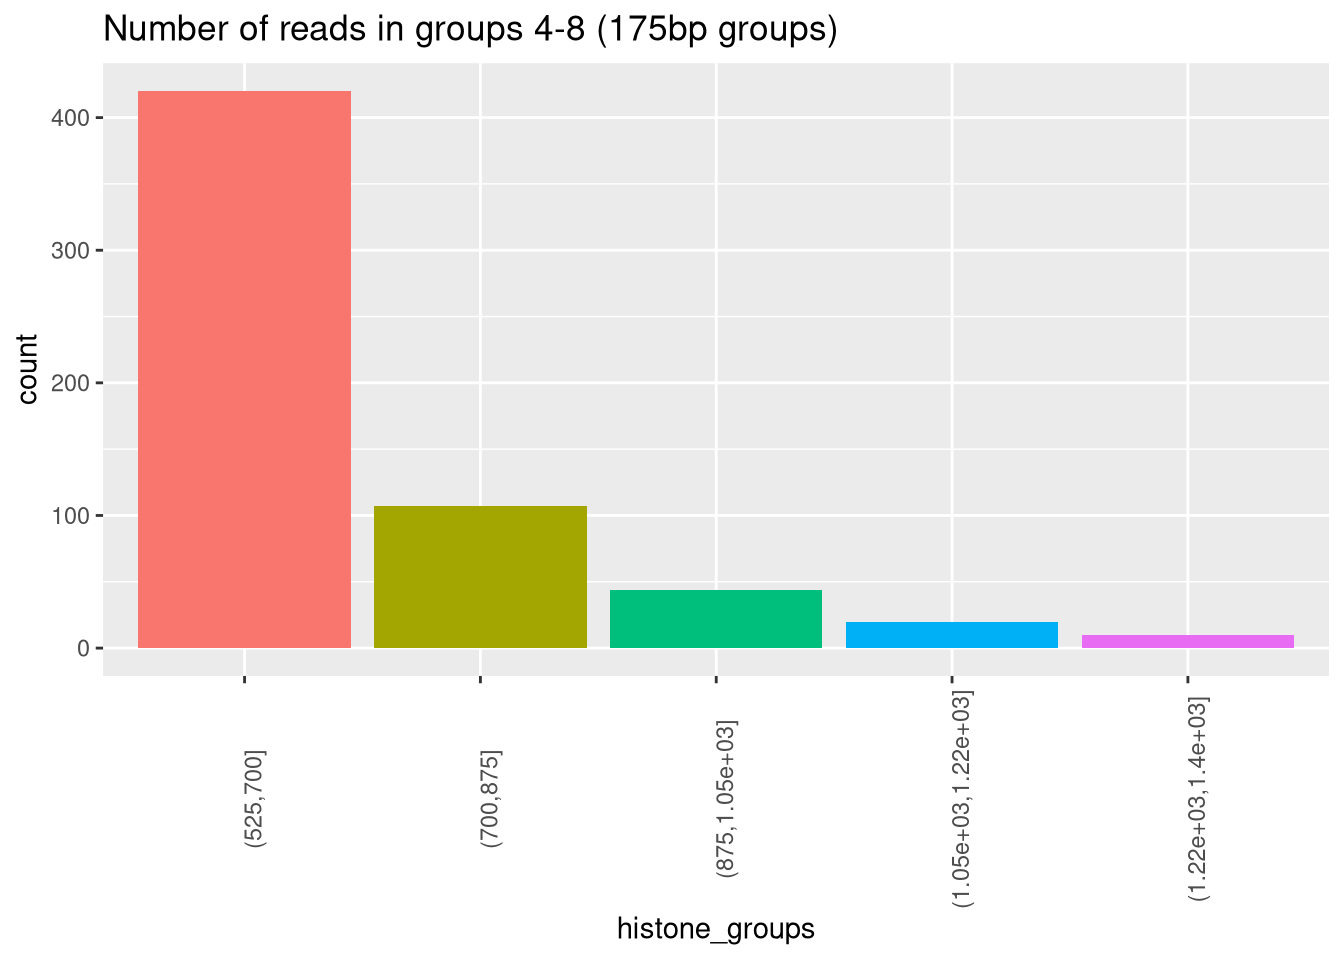 Number of reads in groups 4-8 (175bp groups)
400
300
200
100
0
count
(525,700]
(700,875]
(875,1.05e+03]
(1.05e+03,1.22e+03]
(1.22e+03,1.4e+03]
histone_groups